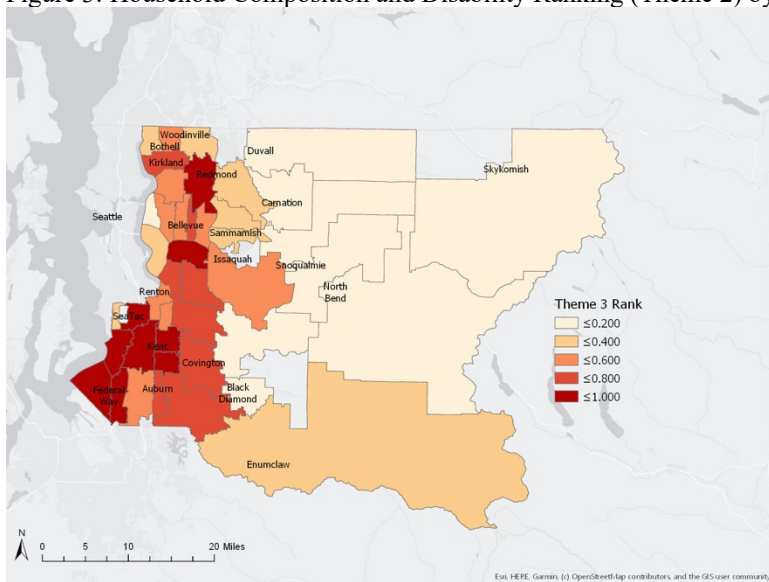 Figure 3. Household Composition and Disability Ranking (Theme 2) by
Woodinville
Bothell
Duvall
Kirkland
Skykomish
Redmond
Carnation
Seattle
Bellevue
Sammamish
Issaquah
Snoqualmie
Renton
North
Bend
SeaTac
Kent
Covington
Federal
Way
Auburn
Black
Diamond
Enumclaw
Theme 3 Rank
≤0.200
≤0.400
≤0.600
≤0.800
≤1.000
N
0 5 10 20 Miles
Esri, HERE, Garmin, (c) OpenStreetMap contributors, and the GIS user community